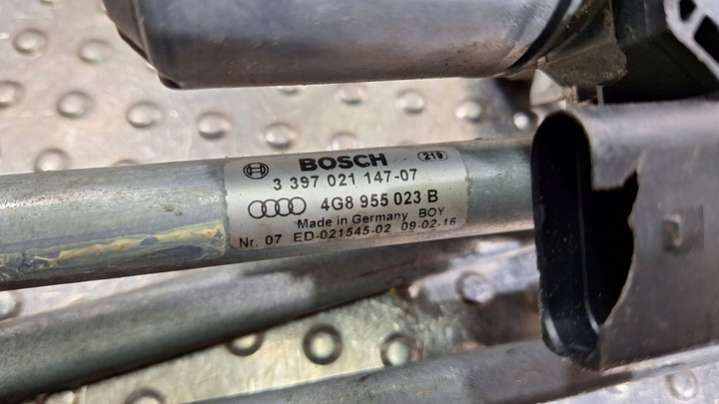 BOSCH 219
3 397 021 147-07
4G8 955 023 B
Made in Germany BOY
Nr. 07 ED-021545-02 09-02-16